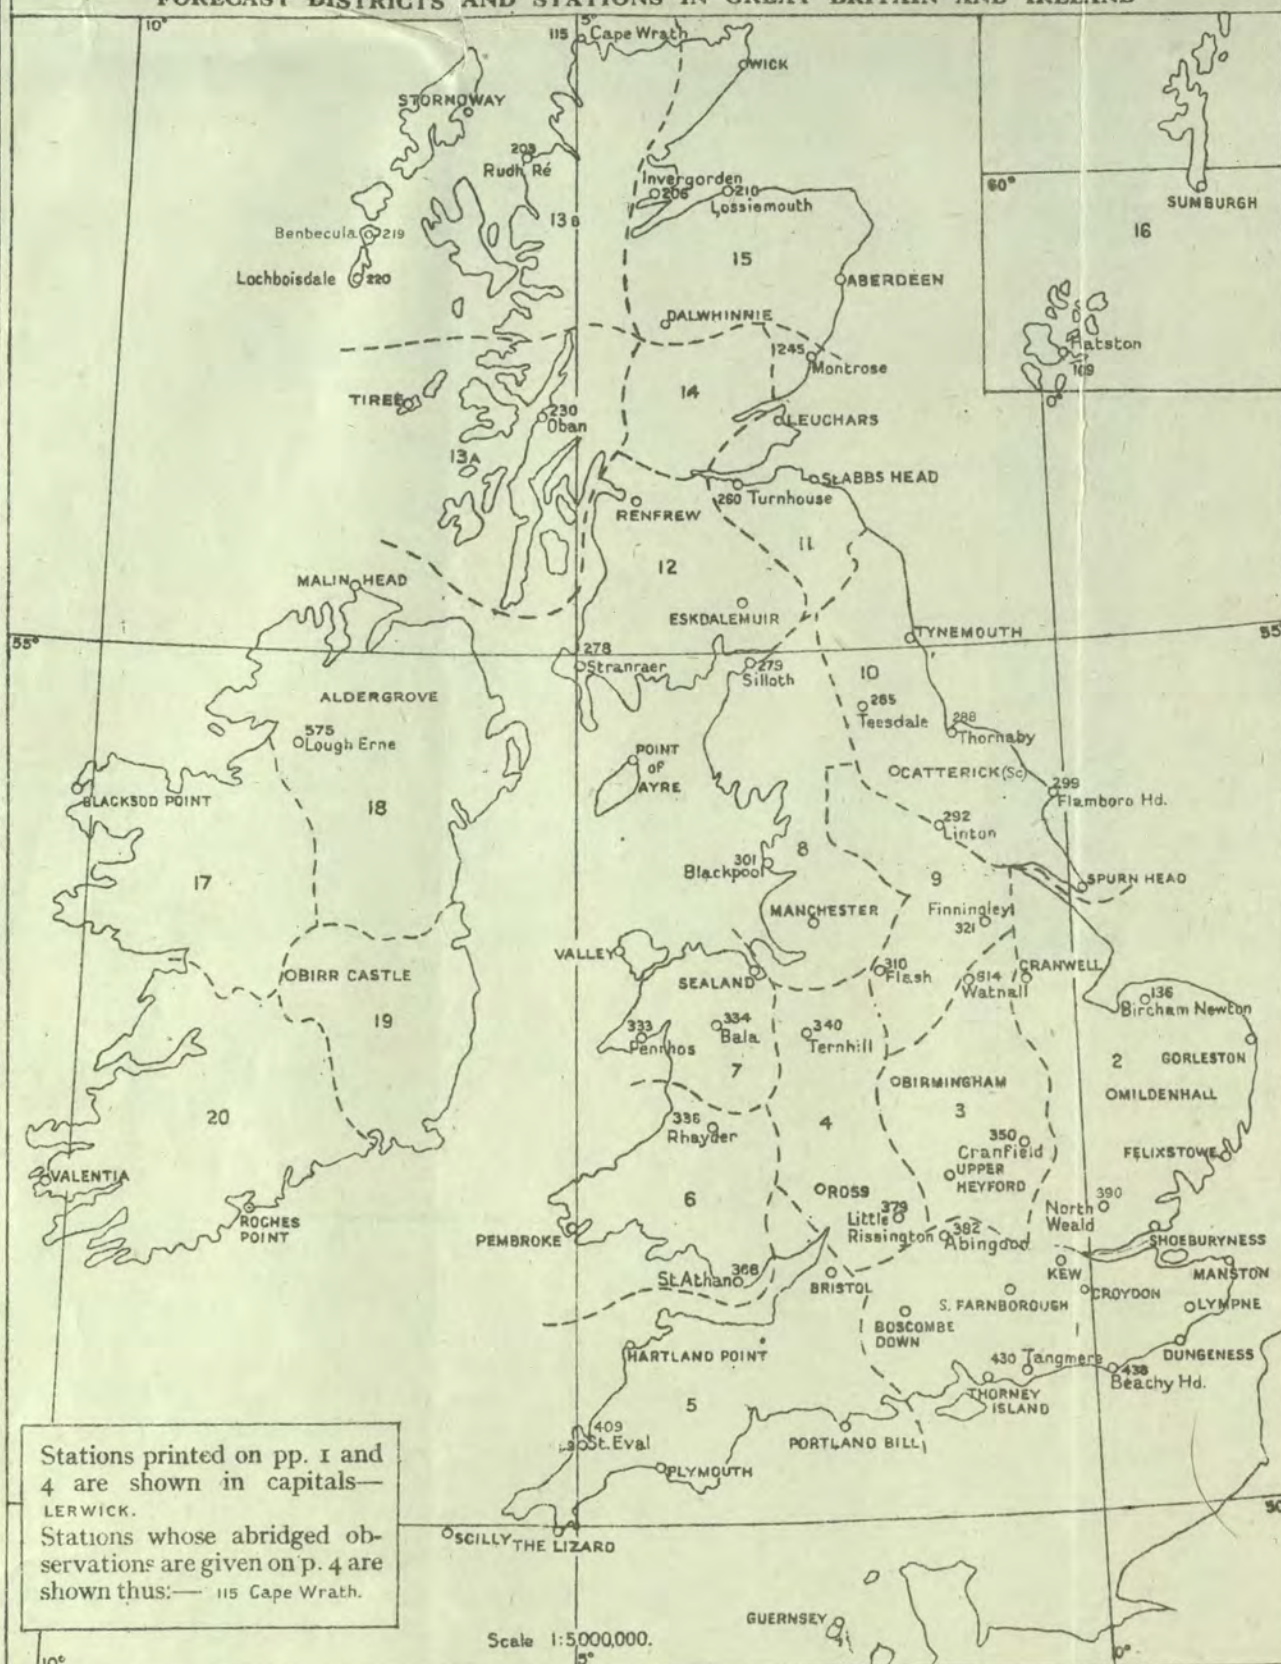 FORECAST DISTRICTS AND STATIONS IN GREAT BRITAIN AND IRELAND
10°
5°
115 Cape Wrath
WICK
STORNOWAY
203
Rudh Ré
Invergorden
206
210
Lossiemouth
60°
SUMBURGH
13B
16
Benbecula 219
15
Lochboisdale 220
ABERDEEN
DALWHINNIE
Hatston
109
0°
1245
Montrose
14
TIREE
230
Oban
LEUCHARS
13A
St.ABBS HEAD
260 Turnhouse
RENFREW
11
12
MALIN HEAD
ESKDALEMUIR
TYNEMOUTH
55°
55°
278
Stranraer
279
Silloth
10
ALDERGROVE
285
Teesdale
288
Thornaby
575
Lough Erne
POINT
OF
AYRE
CATTERICK (Sc)
BLACKSOD POINT
299
Flamboro Hd.
18
292
Linton
8
301
Blackpool
17
9
SPURN HEAD
MANCHESTER
Finningley
321
VALLEY
BIRR CASTLE
SEALAND
310
Flash
614
Watnall
CRANWELL
136
Bircham Newton
19
333
Penrhos
334
Bala
340
Ternhill
2
GORLESTON
7
BIRMINGHAM
MILDENHALL
20
336
Rhayder
4
3
350
Cranfield
FELIXSTOWE
VALENTIA
UPPER
HEYFORD
6
ROSS
379
Little
Rissington
North
Weald
390
ROCHES
POINT
PEMBROKE
382
Abingdod
SHOEBURYNESS
St.Athan 368
BRISTOL
KEW
MANSTON
S. FARNBOROUGH
CROYDON
LYMPNE
BOSCOMBE
DOWN
HARTLAND POINT
430 Tangmere
DUNGENESS
438
Beachy Hd.
THORNEY
ISLAND
5
409
St.Eval
PORTLAND BILL
PLYMOUTH
50°
Stations printed on pp. 1 and
4 are shown in capitals—
LERWICK.
Stations whose abridged ob-
servations are given on p. 4 are
shown thus:— 115 Cape Wrath.
SCILLY
THE LIZARD
GUERNSEY
Scale 1:5,000,000.
10°
5°
0°